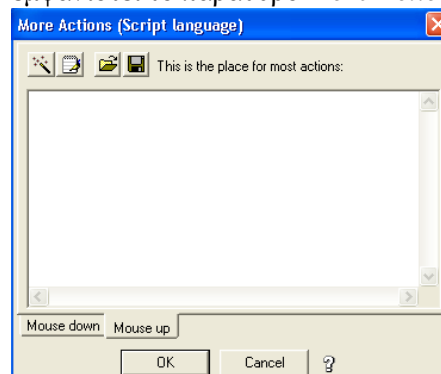 More Actions (Script language)
This is the place for most actions:
Mouse down Mouse up
OK Cancel